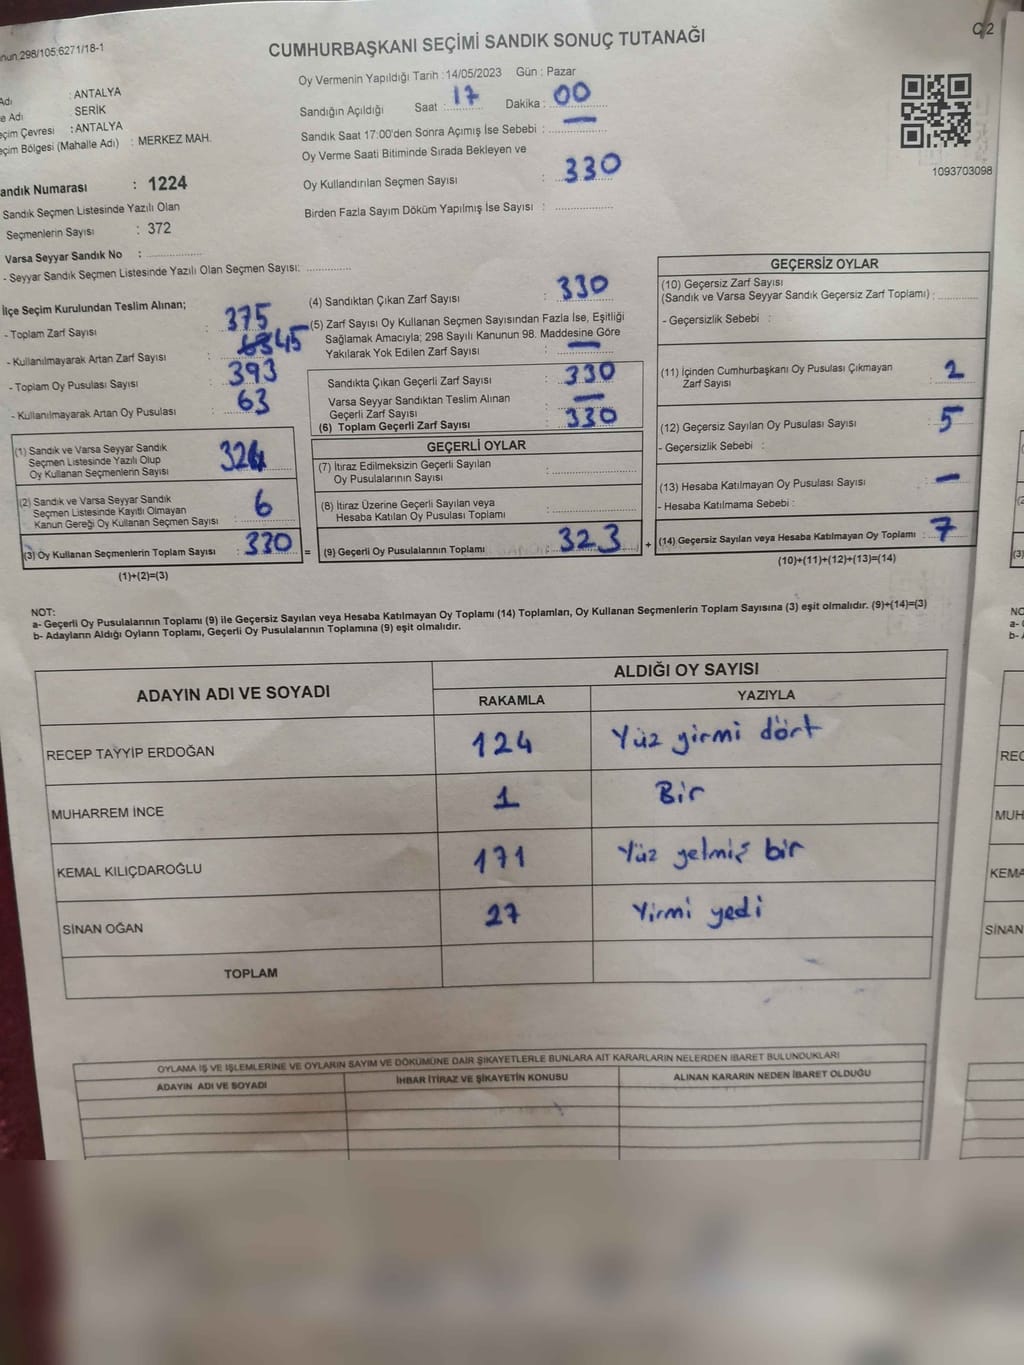 nun,298/105,6271/18-1
C 2
CUMHURBAŞKANI SEÇİMİ SANDIK SONUÇ TUTANAĞI
Adı : ANTALYA
e Adı : SERİK
eçim Çevresi : ANTALYA
eçim Bölgesi (Mahalle Adı) : MERKEZ MAH.
andık Numarası : 1224
Sandık Seçmen Listesinde Yazılı Olan
Seçmenlerin Sayısı : 372
Varsa Seyyar Sandık No : ..............
- Seyyar Sandık Seçmen Listesinde Yazılı Olan Seçmen Sayısı: ..............
Oy Vermenin Yapıldığı Tarih : 14/05/2023 Gün : Pazar
Sandığın Açıldığı Saat : 17 Dakika : 00
Sandık Saat 17:00'den Sonra Açımış İse Sebebi : —
Oy Verme Saati Bitiminde Sırada Bekleyen ve
Oy Kullandırılan Seçmen Sayısı : 330
Birden Fazla Sayım Döküm Yapılmış İse Sayısı : ..............
1093703098
İlçe Seçim Kurulundan Teslim Alınan;
- Toplam Zarf Sayısı : 375
- Kullanılmayarak Artan Zarf Sayısı : 45
- Toplam Oy Pusulası Sayısı : 393
- Kullanılmayarak Artan Oy Pusulası : 63
(1) Sandık ve Varsa Seyyar Sandık
Seçmen Listesinde Yazılı Olup
Oy Kullanan Seçmenlerin Sayısı 324
(2) Sandık ve Varsa Seyyar Sandık
Seçmen Listesinde Kayıtlı Olmayan
Kanun Gereği Oy Kullanan Seçmen Sayısı : 6
(3) Oy Kullanan Seçmenlerin Toplam Sayısı : 330 =
(1)+(2)=(3)
(4) Sandıktan Çıkan Zarf Sayısı : 330
(5) Zarf Sayısı Oy Kullanan Seçmen Sayısından Fazla İse, Eşitliği
Sağlamak Amacıyla; 298 Sayılı Kanunun 98. Maddesine Göre
Yakılarak Yok Edilen Zarf Sayısı : —
Sandıkta Çıkan Geçerli Zarf Sayısı : 330
Varsa Seyyar Sandıktan Teslim Alınan
Geçerli Zarf Sayısı : —
(6) Toplam Geçerli Zarf Sayısı : 330
GEÇERLİ OYLAR
(7) İtiraz Edilmeksizin Geçerli Sayılan
Oy Pusulalarının Sayısı : ..............
(8) İtiraz Üzerine Geçerli Sayılan veya
Hesaba Katılan Oy Pusulası Toplamı : ..............
(9) Geçerli Oy Pusulalarının Toplamı : 323 +
GEÇERSİZ OYLAR
(10) Geçersiz Zarf Sayısı
(Sandık ve Varsa Seyyar Sandık Geçersiz Zarf Toplamı) : ..........
- Geçersizlik Sebebi :
(11) İçinden Cumhurbaşkanı Oy Pusulası Çıkmayan
Zarf Sayısı : 2
(12) Geçersiz Sayılan Oy Pusulası Sayısı : 5
- Geçersizlik Sebebi :
(13) Hesaba Katılmayan Oy Pusulası Sayısı : —
- Hesaba Katılmama Sebebi :
(14) Geçersiz Sayılan veya Hesaba Katılmayan Oy Toplamı : 7
(10)+(11)+(12)+(13)=(14)
NOT:
a- Geçerli Oy Pusulalarının Toplamı (9) ile Geçersiz Sayılan veya Hesaba Katılmayan Oy Toplamı (14) Toplamları, Oy Kullanan Seçmenlerin Toplam Sayısına (3) eşit olmalıdır. (9)+(14)=(3)
b- Adayların Aldığı Oyların Toplamı, Geçerli Oy Pusulalarının Toplamına (9) eşit olmalıdır.
ADAYIN ADI VE SOYADI
ALDIĞI OY SAYISI
RAKAMLA YAZIYLA
RECEP TAYYIP ERDOĞAN 124 Yüz yirmi dört
MUHARREM İNCE 1 Bir
KEMAL KILIÇDAROĞLU 171 Yüz yetmiş bir
SİNAN OĞAN 27 Yirmi yedi
TOPLAM
OYLAMA İŞ VE İŞLEMLERİNE VE OYLARIN SAYIM VE DÖKÜMÜNE DAİR ŞİKAYETLERLE BUNLARA AİT KARARLARIN NELERDEN İBARET BULUNDUKLARI
ADAYIN ADI VE SOYADI İHBAR İTİRAZ VE ŞİKAYETİN KONUSU ALINAN KARARIN NEDEN İBARET OLDUĞU
(3)
NO
a-
b-
REC
MUH
KEMA
SİNAN